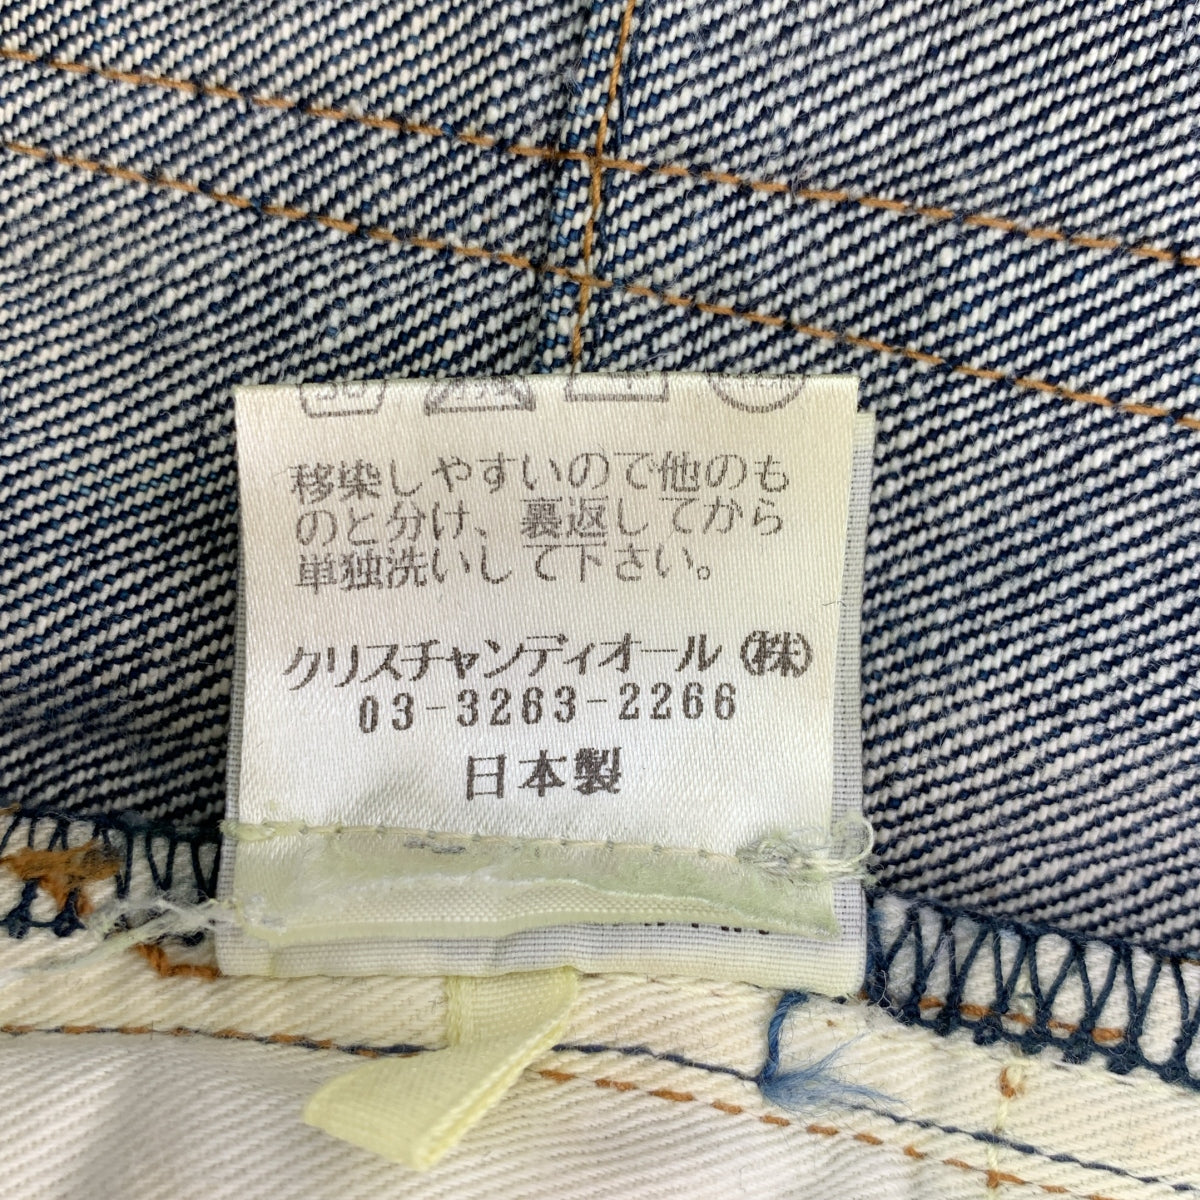 移染しやすいので他のも
のと分け、裏返してから
単独洗いして下さい。
クリスチャンディオール(株)
03-3263-2266
日本製